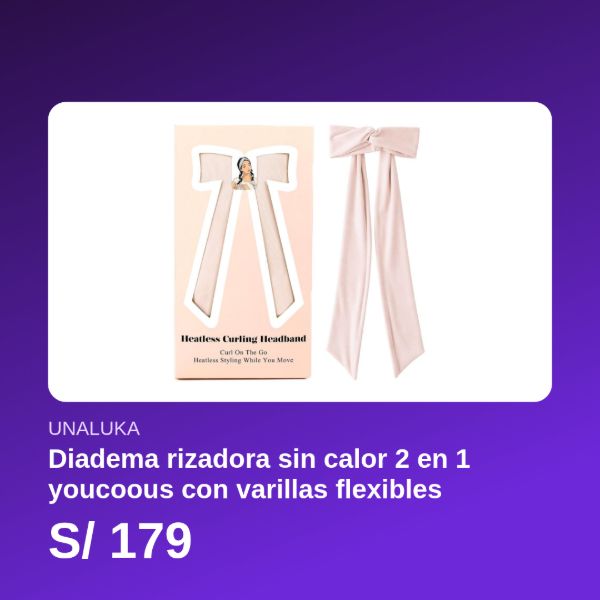 Heatless Curling Headband
Curl On The Go
Heatless Styling While You Move
UNALUKA
Diadema rizadora sin calor 2 en 1
youcoous con varillas flexibles
S/ 179